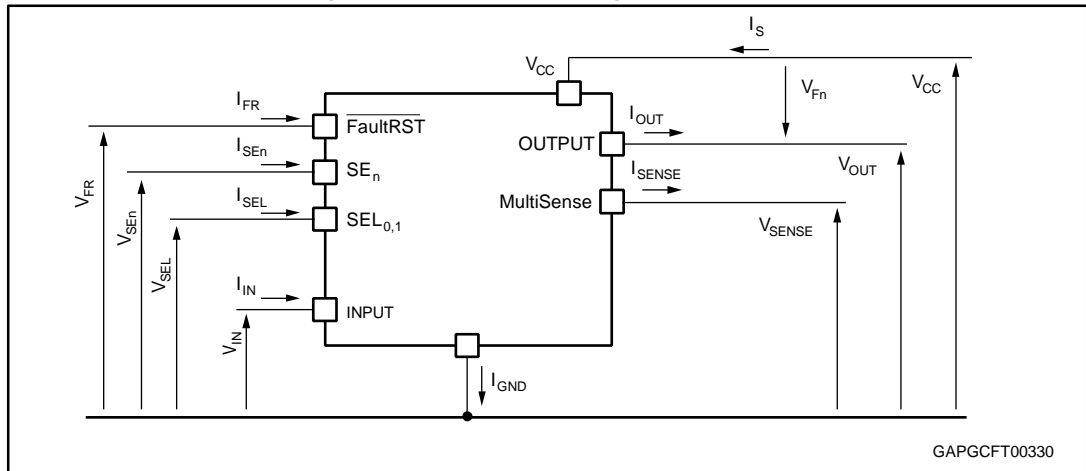 I_S
V_CC
V_Fn
V_CC
I_FR
FaultRST
I_OUT
OUTPUT
I_SEn
SE_n
V_OUT
I_SENSE
MultiSense
V_FR
I_SEL
SEL_0,1
V_SEn
V_SENSE
V_SEL
I_IN
INPUT
V_IN
I_GND
GAPGCFT00330